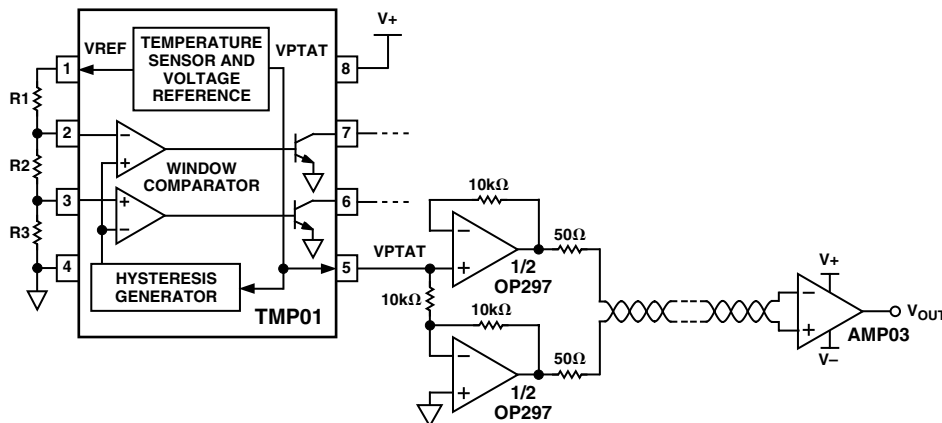 V+
VREF
TEMPERATURE
SENSOR AND
VOLTAGE
REFERENCE
VPTAT
1
8
R1
2
7
R2
WINDOW
COMPARATOR
3
6
R3
4
HYSTERESIS
GENERATOR
5
TMP01
VPTAT
10kΩ
50Ω
1/2
OP297
10kΩ
10kΩ
50Ω
1/2
OP297
V+
VOUT
AMP03
V–
− +
+ −
− +
− +
− +